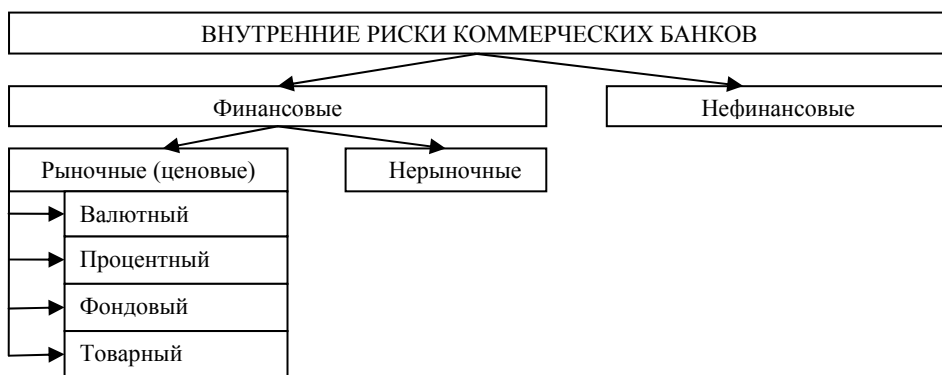 ВНУТРЕННИЕ РИСКИ КОММЕРЧЕСКИХ БАНКОВ
Финансовые
Нефинансовые
Рыночные (ценовые)
Нерыночные
Валютный
Процентный
Фондовый
Товарный